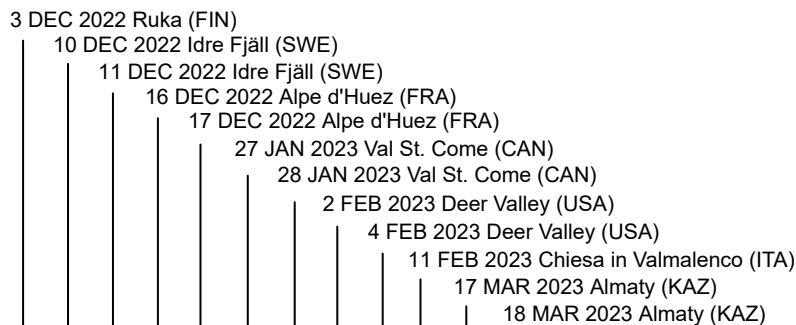 3 DEC 2022 Ruka (FIN)
10 DEC 2022 Idre Fjäll (SWE)
11 DEC 2022 Idre Fjäll (SWE)
16 DEC 2022 Alpe d'Huez (FRA)
17 DEC 2022 Alpe d'Huez (FRA)
27 JAN 2023 Val St. Come (CAN)
28 JAN 2023 Val St. Come (CAN)
2 FEB 2023 Deer Valley (USA)
4 FEB 2023 Deer Valley (USA)
11 FEB 2023 Chiesa in Valmalenco (ITA)
17 MAR 2023 Almaty (KAZ)
18 MAR 2023 Almaty (KAZ)